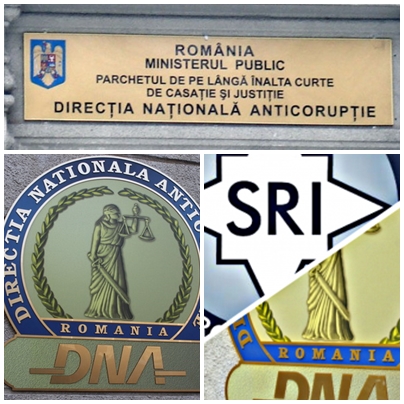 ROMÂNIA
MINISTERUL PUBLIC
PARCHETUL DE PE LÂNGĂ ÎNALTA CURTE
DE CASAȚIE ȘI JUSTIȚIE
DIRECȚIA NAȚIONALĂ ANTICORUPȚIE
DIRECTIA NATIONALA
ROMANIA
DNA
SRI
ROMANIA
DNA